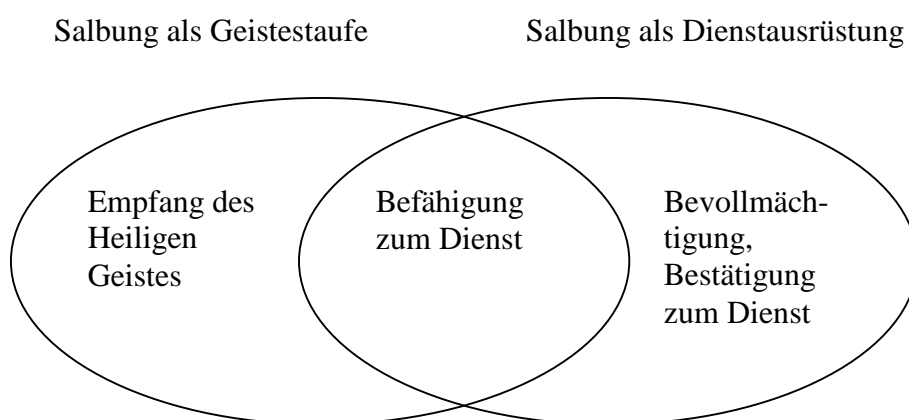 Salbung als Geistestaufe
Salbung als Dienstausrüstung
Empfang des
Heiligen
Geistes
Befähigung
zum Dienst
Bevollmäch-
tigung,
Bestätigung
zum Dienst